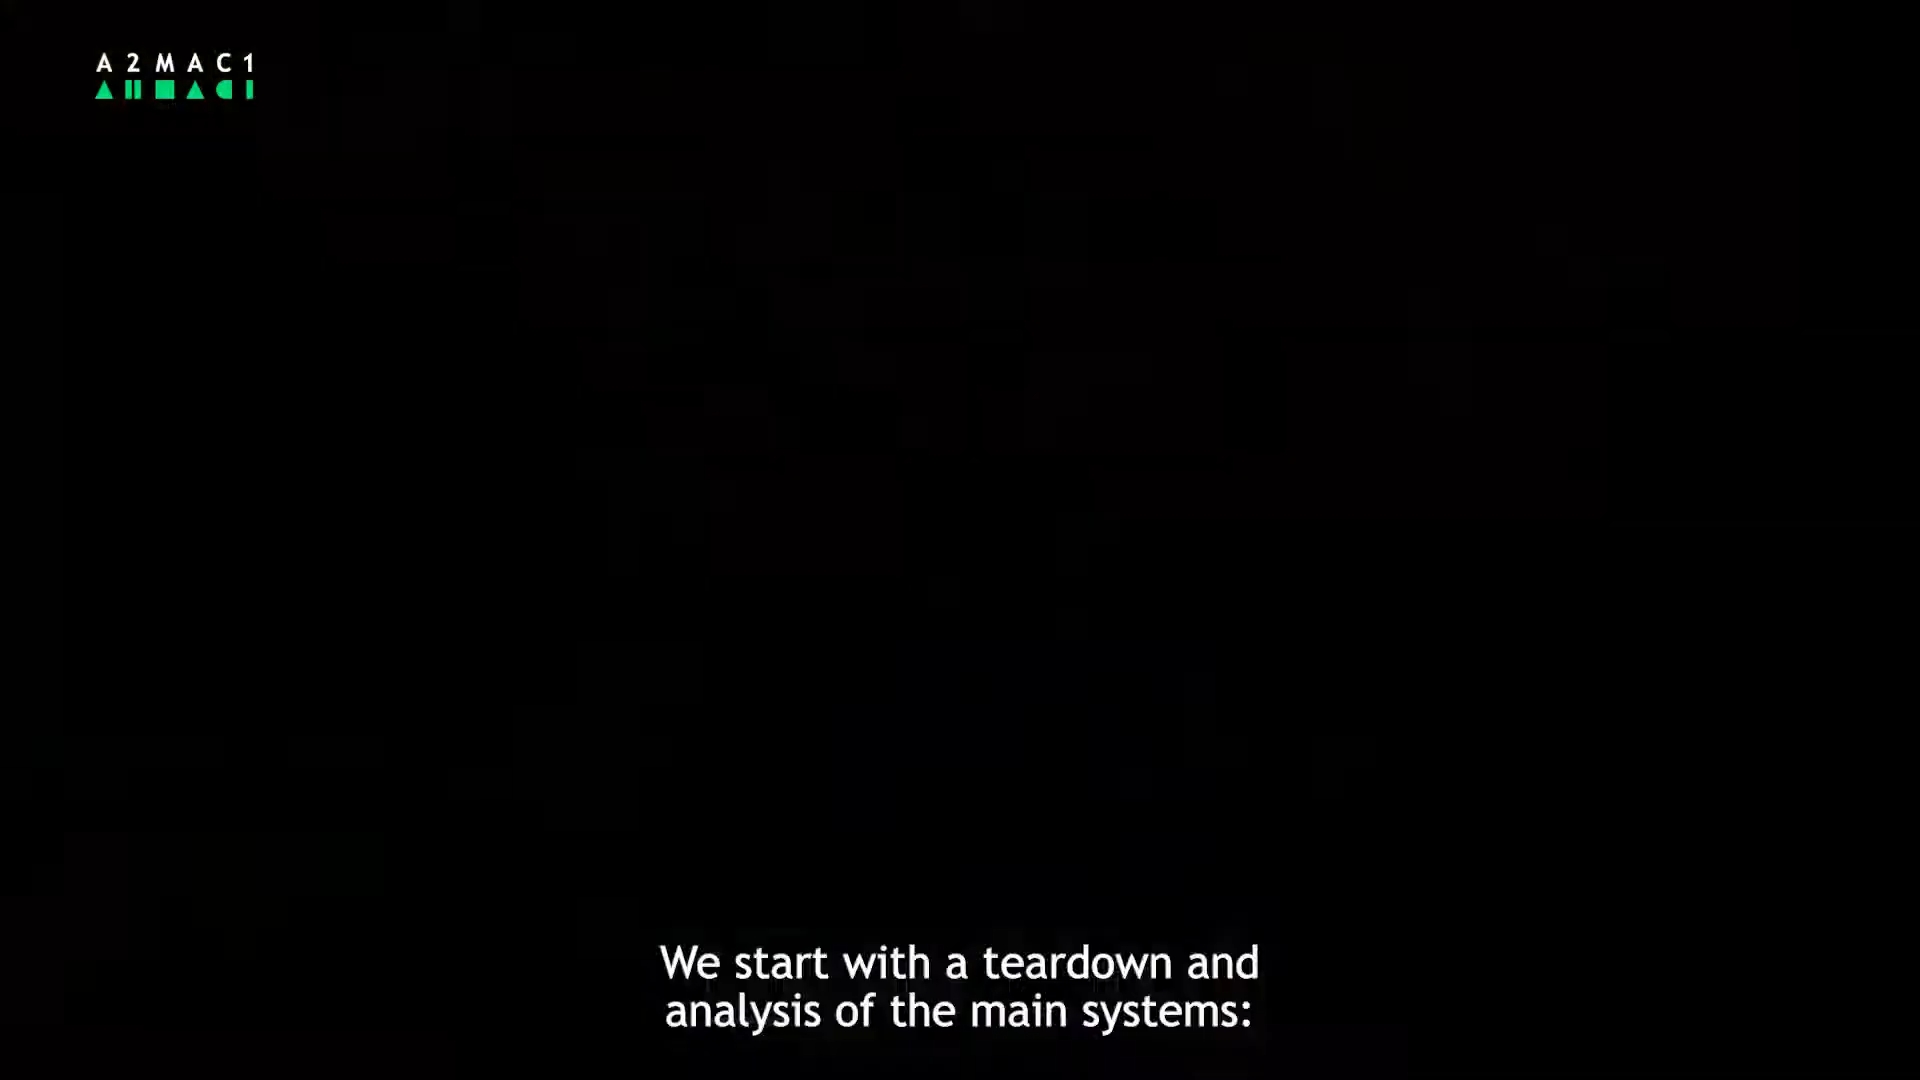 A2MAC1
We start with a teardown and
analysis of the main systems: